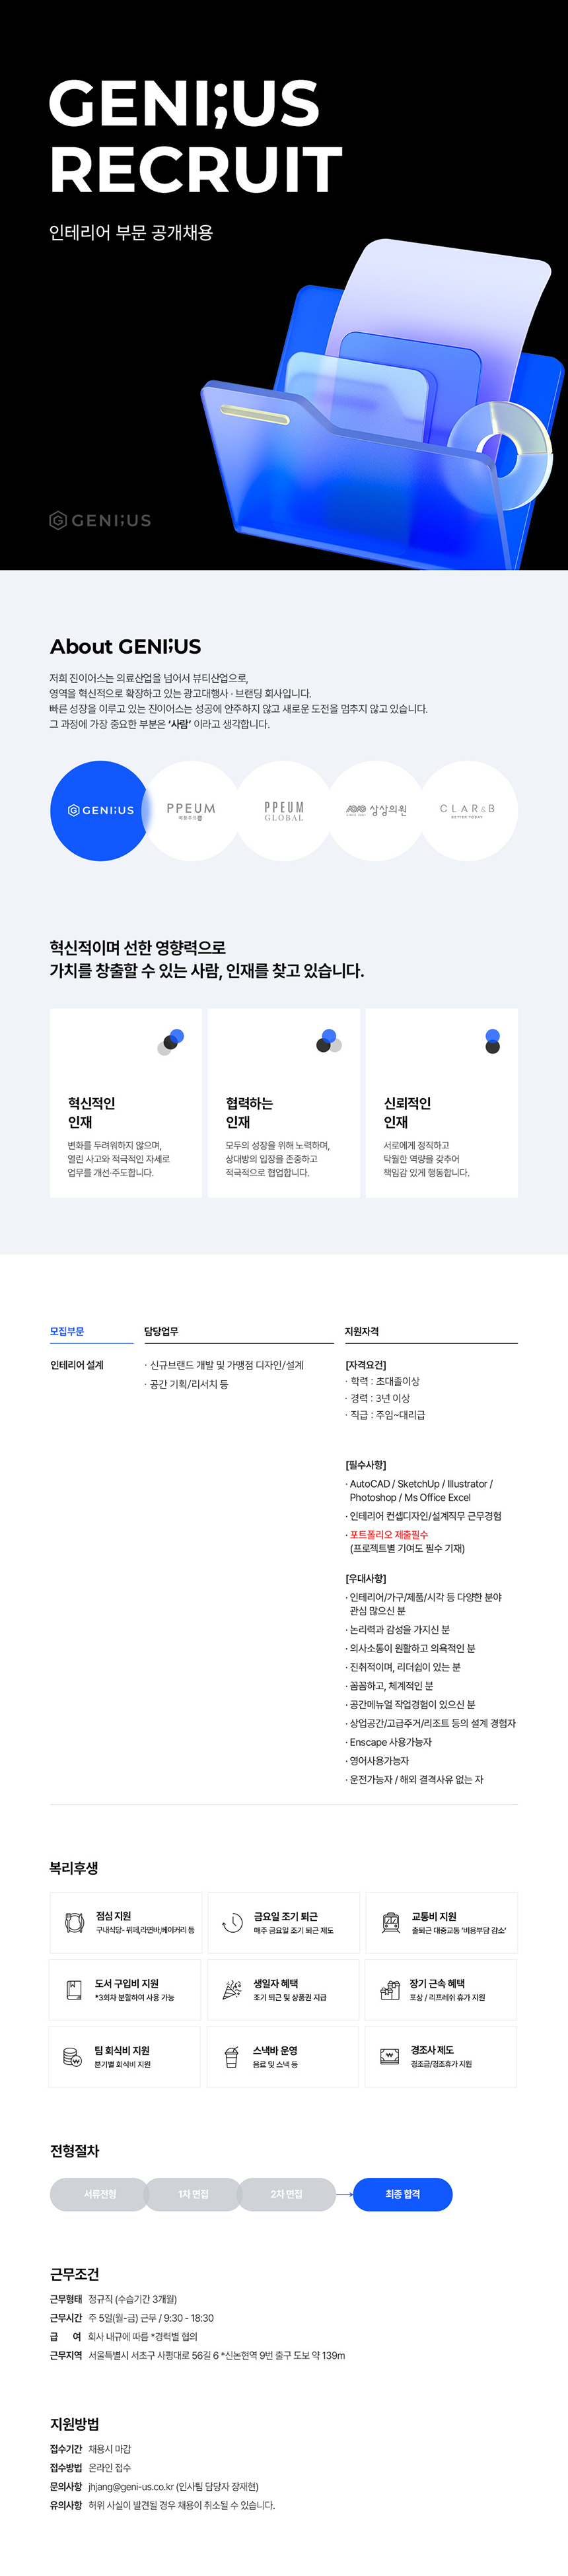 GENI;US
RECRUIT
인테리어 부문 공개채용
GENI;US
About GENI;US
저희 진이어스는 의료산업을 넘어서 뷰티산업으로,
영역을 혁신적으로 확장하고 있는 광고대행사 · 브랜딩 회사입니다.
빠른 성장을 이루고 있는 진이어스는 성공에 안주하지 않고 새로운 도전을 멈추지 않고 있습니다.
그 과정에 가장 중요한 부분은 '사람' 이라고 생각합니다.
GENI;US
PPEUM
PPEUM
GLOBAL
상상의원
CLAR&B
BETTER TODAY
혁신적이며 선한 영향력으로
가치를 창출할 수 있는 사람, 인재를 찾고 있습니다.
혁신적인
인재
변화를 두려워하지 않으며,
열린 사고와 적극적인 자세로
업무를 개선·주도합니다.
협력하는
인재
모두의 성장을 위해 노력하며,
상대방의 입장을 존중하고
적극적으로 협업합니다.
신뢰적인
인재
서로에게 정직하고
탁월한 역량을 갖추어
책임감 있게 행동합니다.
모집부문
담당업무
지원자격
인테리어 설계
· 신규브랜드 개발 및 가맹점 디자인/설계
· 공간 기획/리서치 등
[자격요건]
· 학력 : 초대졸이상
· 경력 : 3년 이상
· 직급 : 주임~대리급
[필수사항]
· AutoCAD / SketchUp / Illustrator /
Photoshop / Ms Office Excel
· 인테리어 컨셉디자인/설계직무 근무경험
· 포트폴리오 제출필수
(프로젝트별 기여도 필수 기재)
[우대사항]
· 인테리어/가구/제품/시각 등 다양한 분야
관심 많으신 분
· 논리력과 감성을 가지신 분
· 의사소통이 원활하고 의욕적인 분
· 진취적이며, 리더쉽이 있는 분
· 꼼꼼하고, 체계적인 분
· 공간메뉴얼 작업경험이 있으신 분
· 상업공간/고급주거/리조트 등의 설계 경험자
· Enscape 사용가능자
· 영어사용가능자
· 운전가능자 / 해외 결격사유 없는 자
복리후생
점심 지원
구내식당- 뷔페,라면바,베이커리 등
금요일 조기 퇴근
매주 금요일 조기 퇴근 제도
교통비 지원
출퇴근 대중교통 '비용부담 감소'
도서 구입비 지원
*3회차 분할하여 사용 가능
생일자 혜택
조기 퇴근 및 상품권 지급
장기 근속 혜택
포상 / 리프레쉬 휴가 지원
팀 회식비 지원
분기별 회식비 지원
스낵바 운영
음료 및 스낵 등
경조사 제도
경조금/경조휴가 지원
전형절차
서류전형
1차 면접
2차 면접
최종 합격
근무조건
근무형태 정규직 (수습기간 3개월)
근무시간 주 5일(월-금) 근무 / 9:30 - 18:30
급 여 회사 내규에 따름 *경력별 협의
근무지역 서울특별시 서초구 사평대로 56길 6 *신논현역 9번 출구 도보 약 139m
지원방법
접수기간 채용시 마감
접수방법 온라인 접수
문의사항 jhjang@geni-us.co.kr (인사팀 담당자 장재현)
유의사항 허위 사실이 발견될 경우 채용이 취소될 수 있습니다.